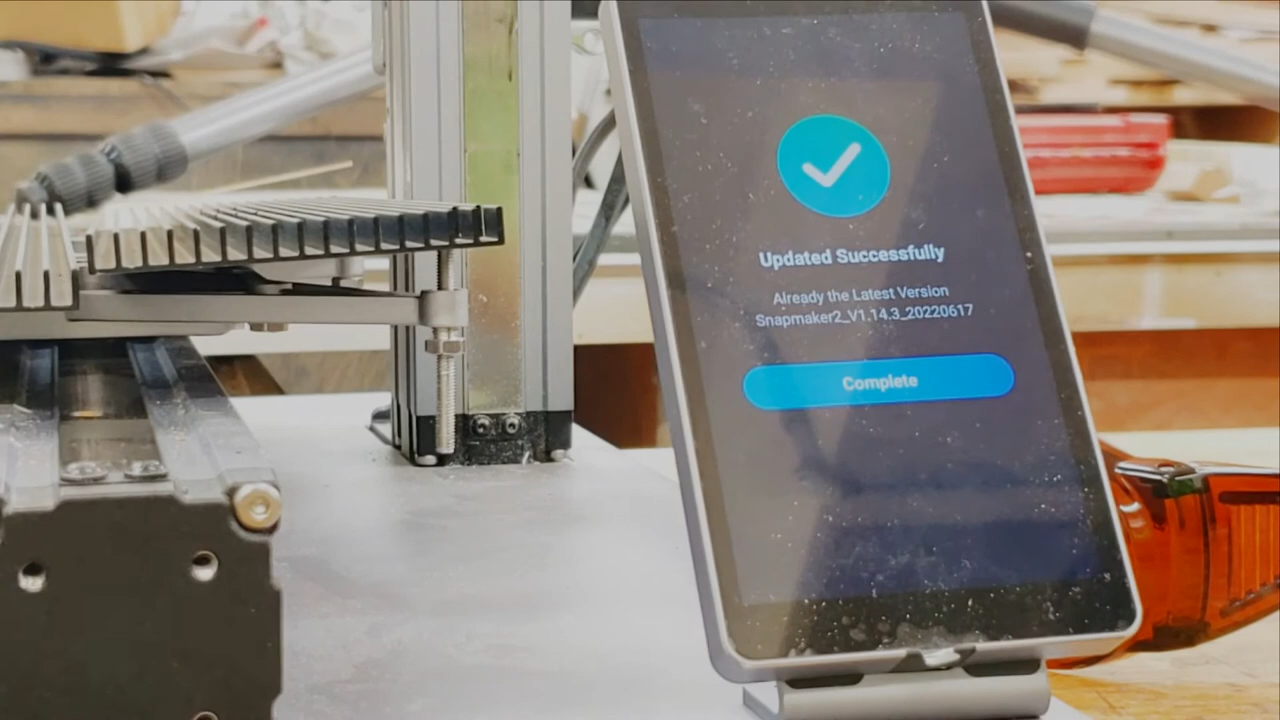 Updated Successfully
Already the Latest Version
Snapmaker2_V1.14.3_20220617
Complete